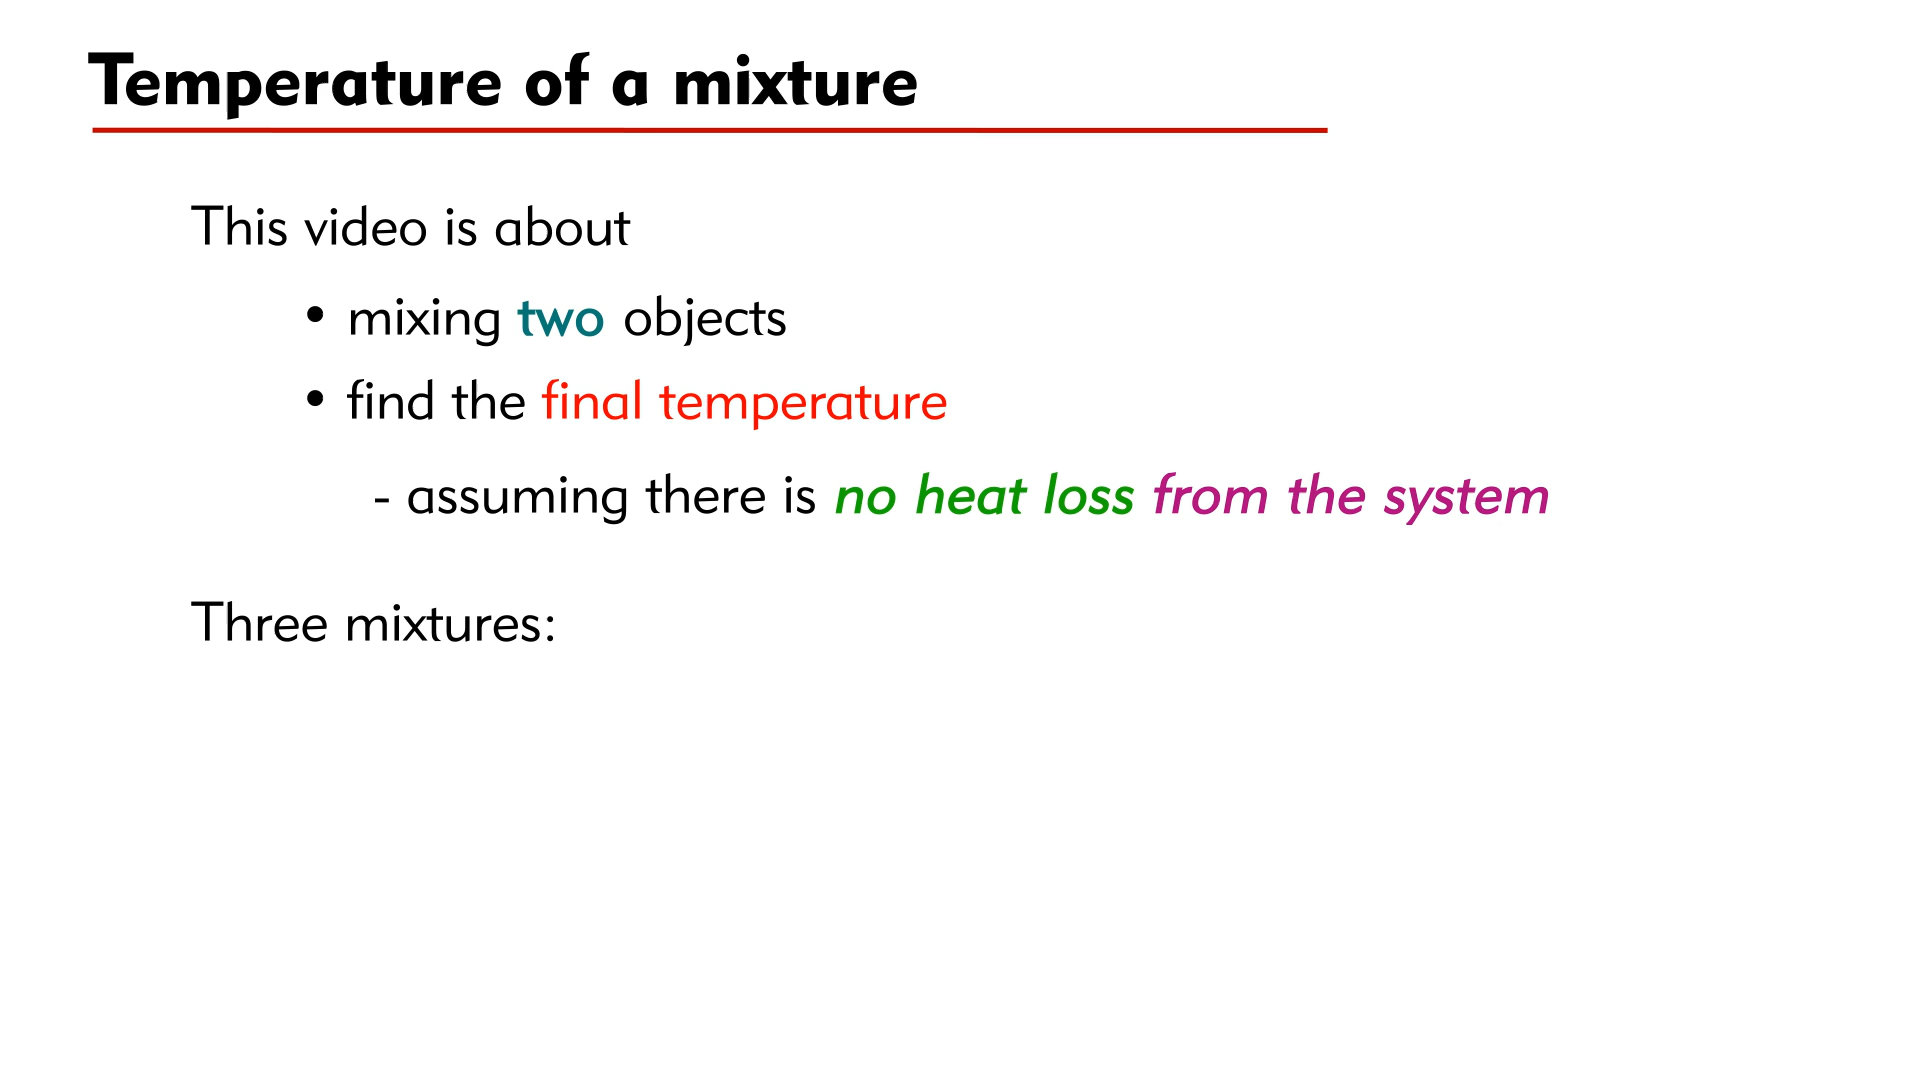 Temperature of a mixture
This video is about
• mixing two objects
• find the final temperature
- assuming there is no heat loss from the system
Three mixtures: